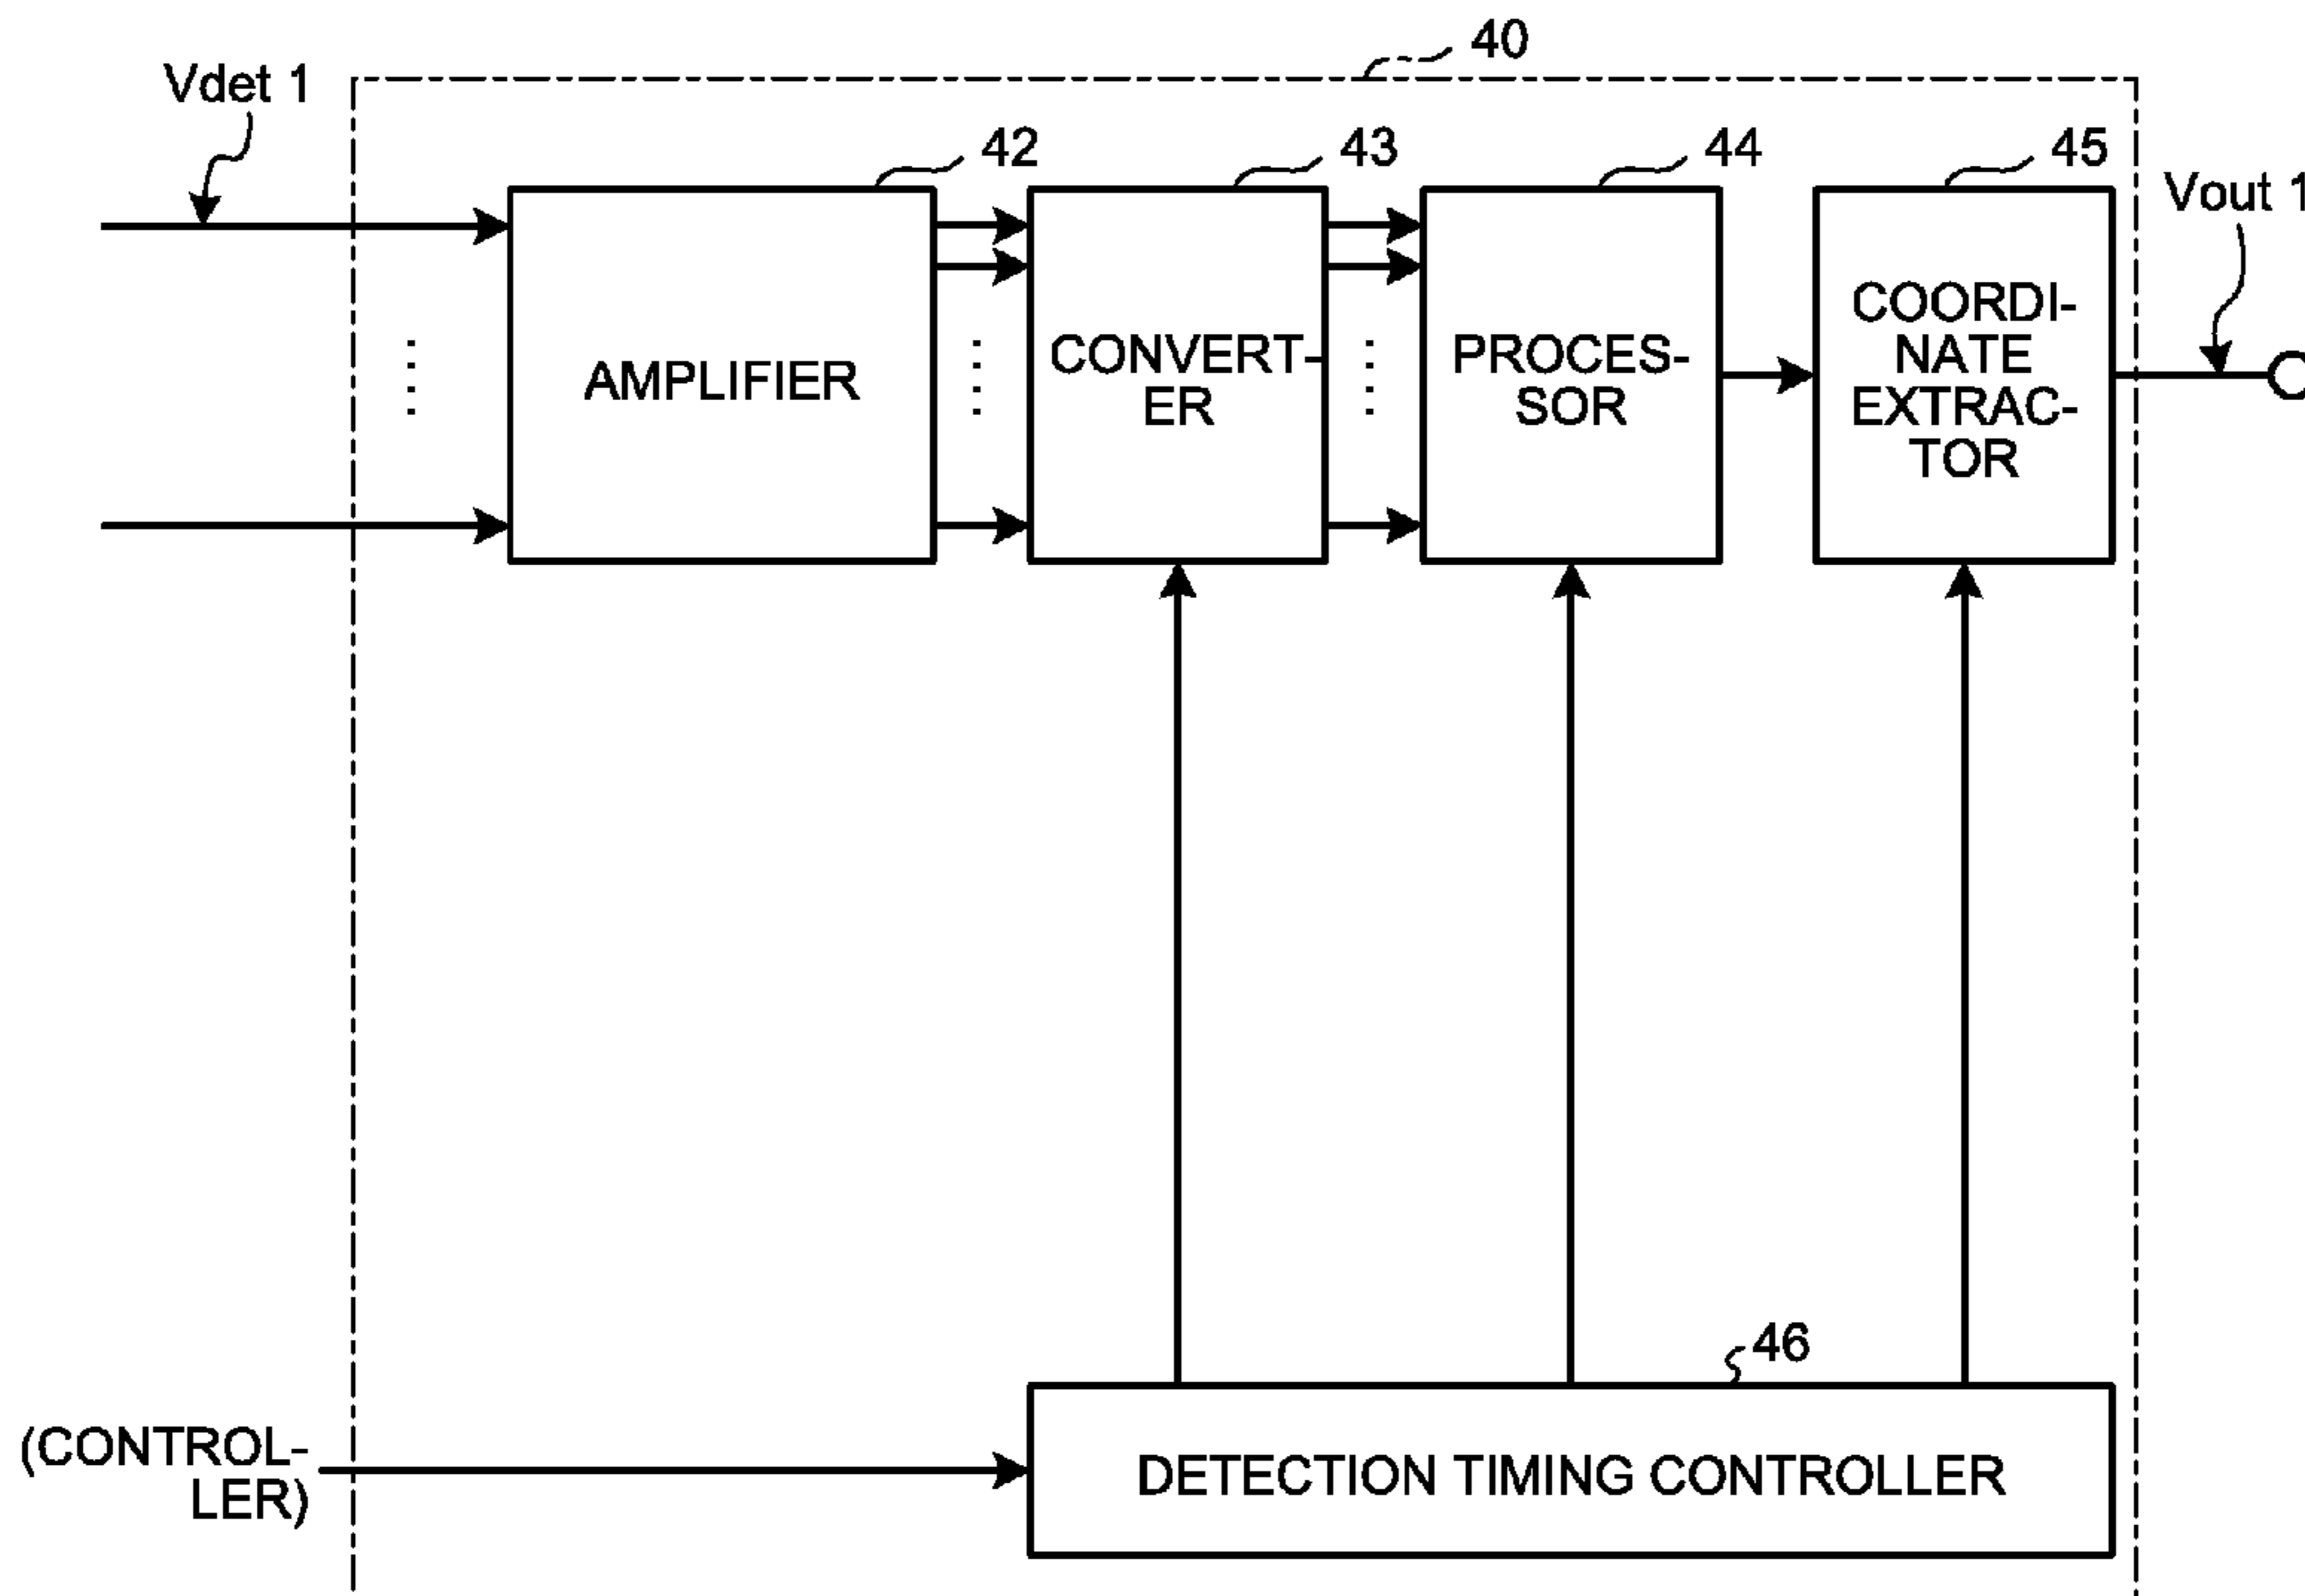 40
Vdet 1
42
43
44
45
Vout 1
AMPLIFIER
CONVERT-
ER
PROCES-
SOR
COORDI-
NATE
EXTRAC-
TOR
46
(CONTROL-
LER)
DETECTION TIMING CONTROLLER